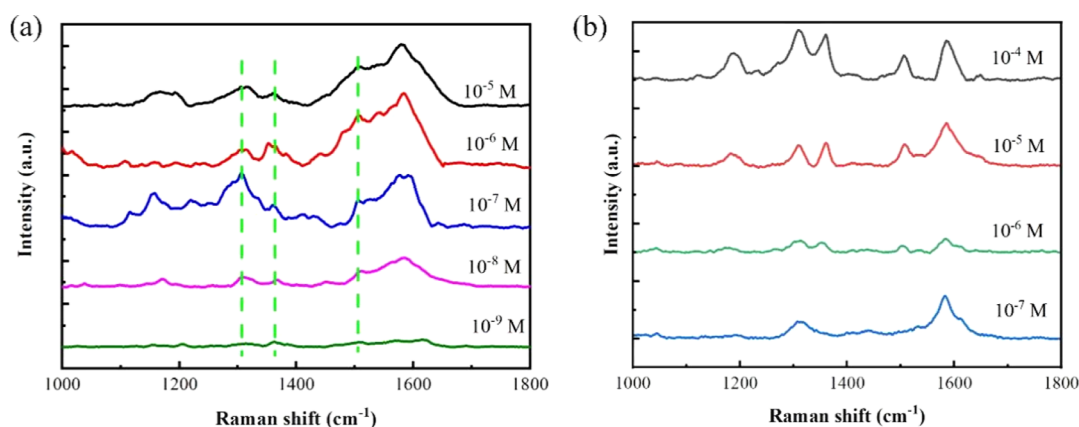 (a)
Intensity (a.u.)
10⁻⁵ M
10⁻⁶ M
10⁻⁷ M
10⁻⁸ M
10⁻⁹ M
1000 1200 1400 1600 1800
Raman shift (cm⁻¹)
(b)
Intensity (a.u.)
10⁻⁴ M
10⁻⁵ M
10⁻⁶ M
10⁻⁷ M
1000 1200 1400 1600 1800
Raman shift (cm⁻¹)